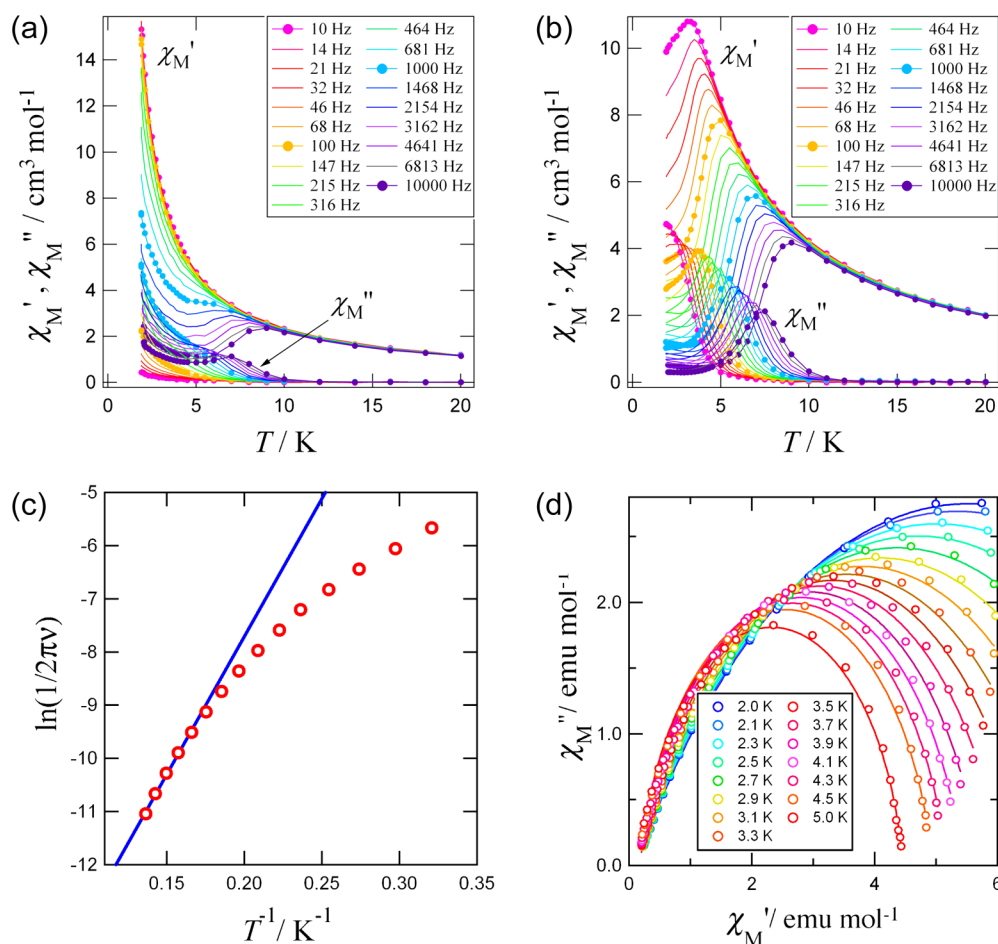 (a)
χM'
χM''
10 Hz
14 Hz
21 Hz
32 Hz
46 Hz
68 Hz
100 Hz
147 Hz
215 Hz
316 Hz
464 Hz
681 Hz
1000 Hz
1468 Hz
2154 Hz
3162 Hz
4641 Hz
6813 Hz
10000 Hz
14
12
10
8
6
4
2
0
χM' , χM'' / cm³ mol⁻¹
0 5 10 15 20
T / K
(b)
χM'
χM''
10 Hz
14 Hz
21 Hz
32 Hz
46 Hz
68 Hz
100 Hz
147 Hz
215 Hz
316 Hz
464 Hz
681 Hz
1000 Hz
1468 Hz
2154 Hz
3162 Hz
4641 Hz
6813 Hz
10000 Hz
10
8
6
4
2
0
χM' , χM'' / cm³ mol⁻¹
0 5 10 15 20
T / K
(c)
-5
-6
-7
-8
-9
-10
-11
-12
ln(1/2πν)
0.15 0.20 0.25 0.30 0.35
T⁻¹/ K⁻¹
(d)
2.0
1.0
0.0
χM'' / emu mol⁻¹
2.0 K
2.1 K
2.3 K
2.5 K
2.7 K
2.9 K
3.1 K
3.3 K
3.5 K
3.7 K
3.9 K
4.1 K
4.3 K
4.5 K
5.0 K
0 2 4 6
χM'/ emu mol⁻¹